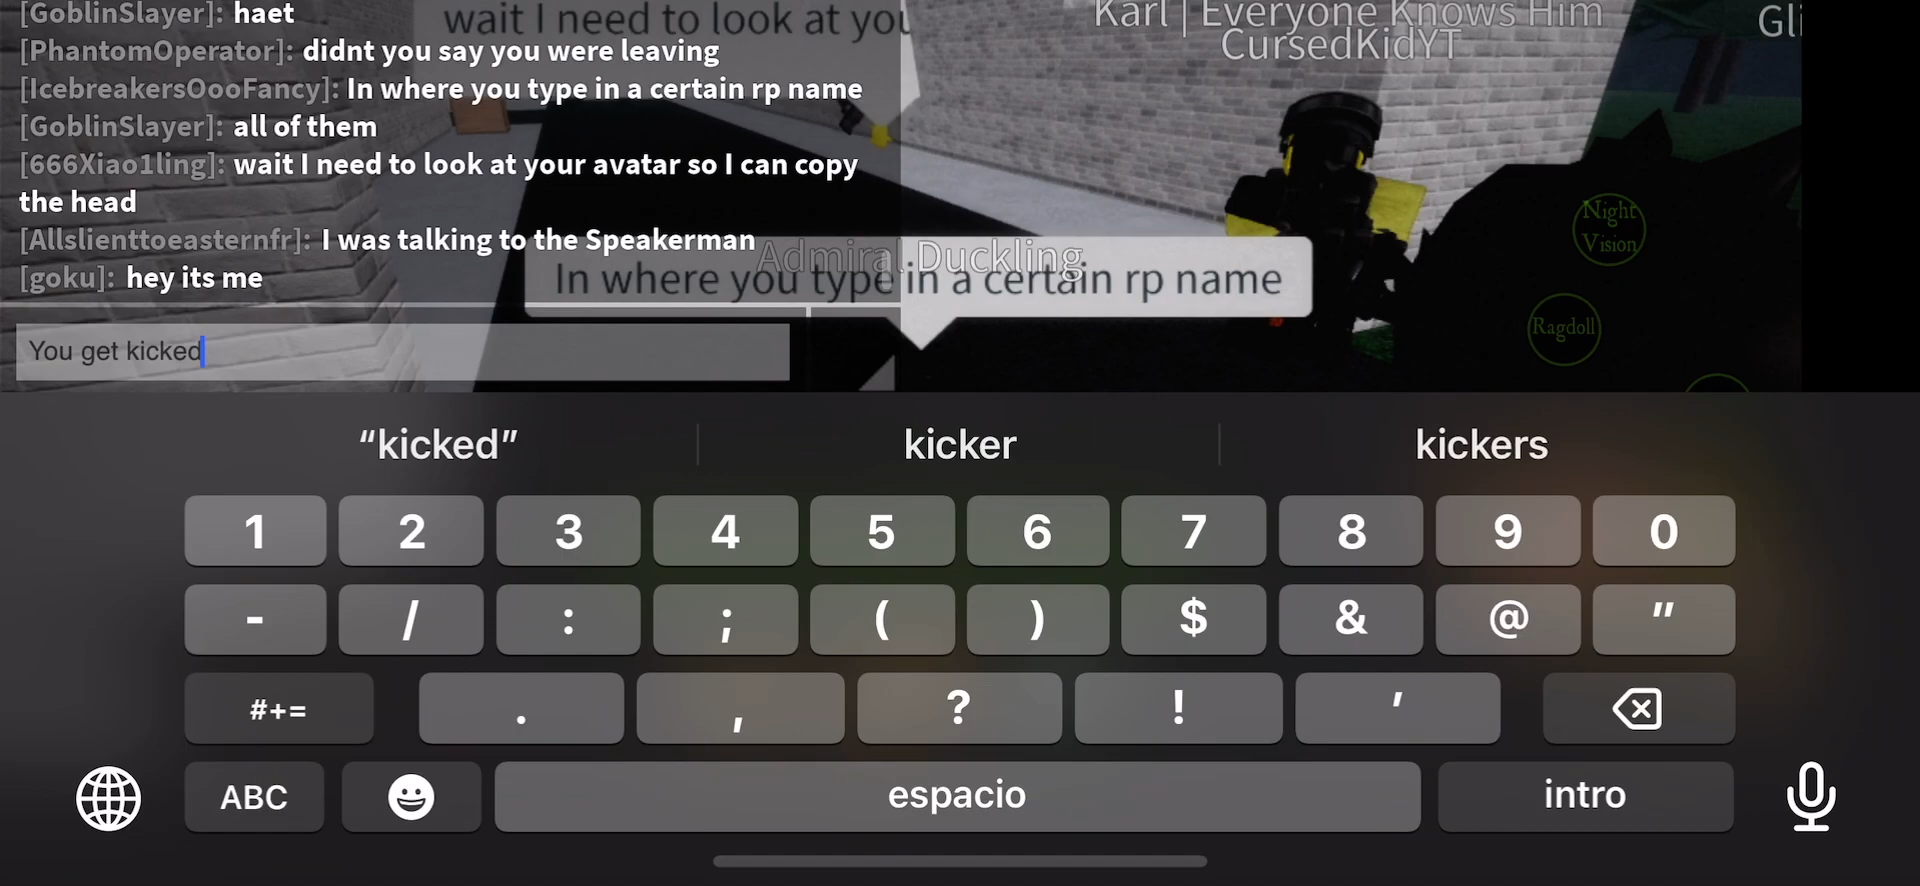 [GoblinSlayer]: haet
wait I need to look at you
Karl | Everyone Knows Him
CursedKidYT
[PhantomOperator]: didnt you say you were leaving
[IcebreakersOooFancy]: In where you type in a certain rp name
[GoblinSlayer]: all of them
[666Xiao1ling]: wait I need to look at your avatar so I can copy
the head
[Allslienttoeasternfr]: I was talking to the Speakerman
[goku]: hey its me
Admiral Duckling
In where you type in a certain rp name
Night
Vision
Ragdoll
You get kicked
“kicked” kicker kickers
1 2 3 4 5 6 7 8 9 0
- / : ; ( ) $ & @ "
#+= . , ? ! '
ABC espacio intro